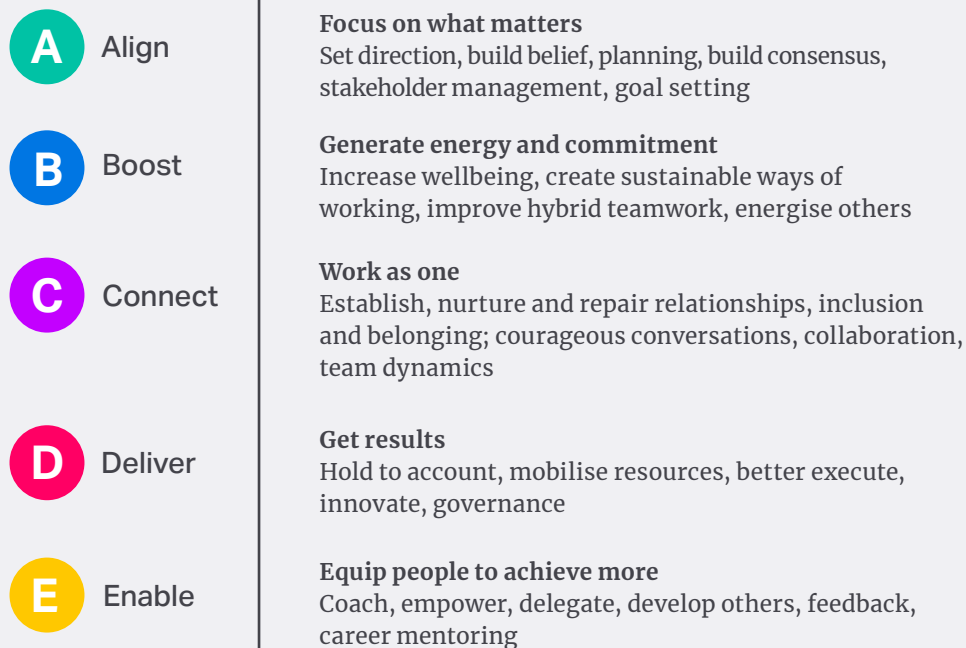 A
Align
Focus on what matters
Set direction, build belief, planning, build consensus,
stakeholder management, goal setting
B
Boost
Generate energy and commitment
Increase wellbeing, create sustainable ways of
working, improve hybrid teamwork, energise others
C
Connect
Work as one
Establish, nurture and repair relationships, inclusion
and belonging; courageous conversations, collaboration,
team dynamics
D
Deliver
Get results
Hold to account, mobilise resources, better execute,
innovate, governance
E
Enable
Equip people to achieve more
Coach, empower, delegate, develop others, feedback,
career mentoring